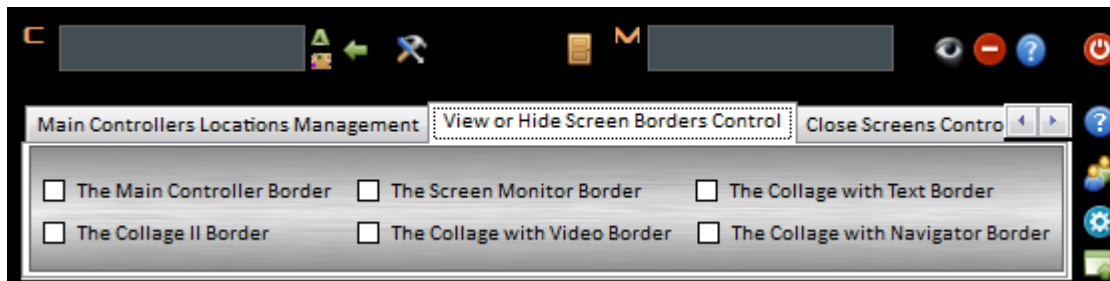 C M
Main Controllers Locations Management View or Hide Screen Borders Control Close Screens Contro
The Main Controller Border The Screen Monitor Border The Collage with Text Border
The Collage II Border The Collage with Video Border The Collage with Navigator Border